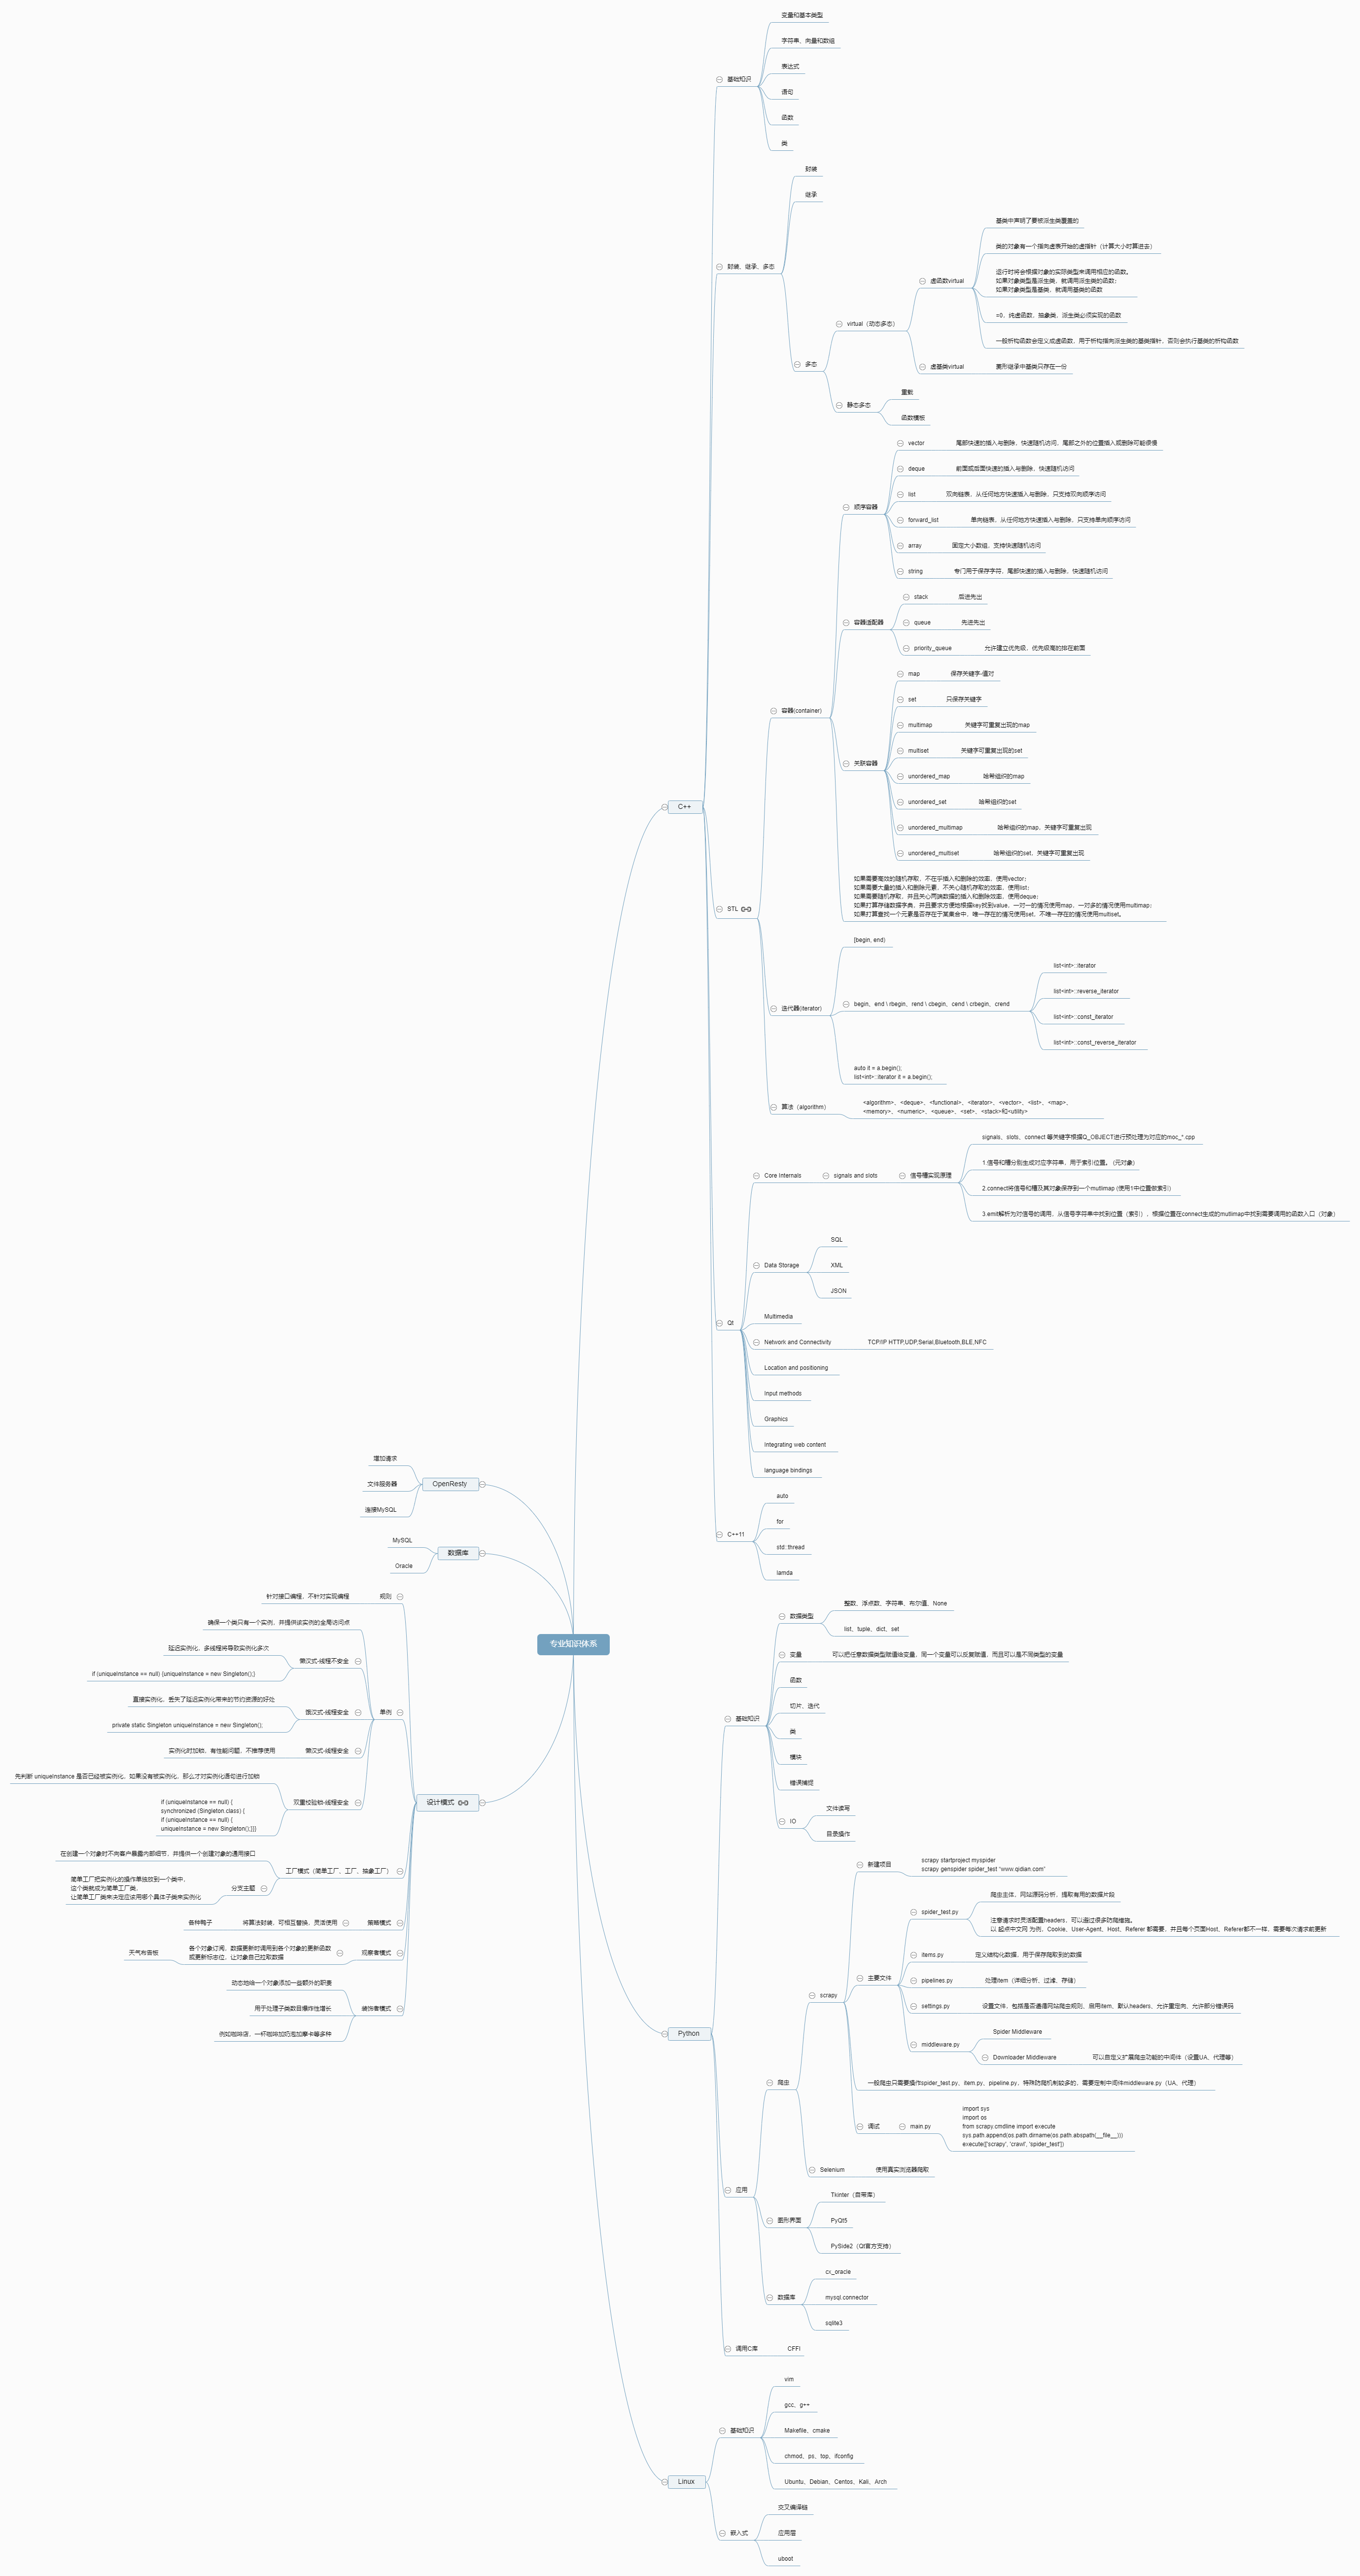 专业知识体系
C++
基础知识
变量和基本类型
字符串、向量和数组
表达式
语句
函数
类
封装、继承、多态
封装
继承
多态
virtual（动态多态）
虚函数virtual
基类中声明了要被派生类覆盖的
类的对象有一个指向虚表开始的虚指针（计算大小时算进去）
运行时将会根据对象的实际类型来调用相应的函数。
如果对象类型是派生类，就调用派生类的函数；
如果对象类型是基类，就调用基类的函数
=0，纯虚函数，抽象类，派生类必须实现的函数
一般析构函数会定义成虚函数，用于析构指向派生类的基类指针，否则会执行基类的析构函数
虚基类virtual
菱形继承中基类只存在一份
静态多态
重载
函数模板
STL
容器(container)
顺序容器
vector
尾部快速的插入与删除，快速随机访问，尾部之外的位置插入或删除可能很慢
deque
前面或后面快速的插入与删除，快速随机访问
list
双向链表，从任何地方快速插入与删除，只支持双向顺序访问
forward_list
单向链表，从任何地方快速插入与删除，只支持单向顺序访问
array
固定大小数组，支持快速随机访问
string
专门用于保存字符，尾部快速的插入与删除，快速随机访问
容器适配器
stack
后进先出
queue
先进先出
priority_queue
允许建立优先级，优先级高的排在前面
关联容器
map
保存关键字-值对
set
只保存关键字
multimap
关键字可重复出现的map
multiset
关键字可重复出现的set
unordered_map
哈希组织的map
unordered_set
哈希组织的set
unordered_multimap
哈希组织的map，关键字可重复出现
unordered_multiset
哈希组织的set，关键字可重复出现
如果需要高效的随机存取，不在乎插入和删除的效率，使用vector；
如果需要大量的插入和删除元素，不关心随机存取的效率，使用list；
如果需要随机存取，并且关心两端数据的插入和删除效率，使用deque；
如果打算存储数据字典，并且要求方便地根据key找到value，一对一的情况使用map，一对多的情况使用multimap；
如果打算查找一个元素是否存在于某集合中，唯一存在的情况使用set，不唯一存在的情况使用multiset。
迭代器(iterator)
[begin, end)
begin、end \ rbegin、rend \ cbegin、cend \ crbegin、crend
list<int>::iterator
list<int>::reverse_iterator
list<int>::const_iterator
list<int>::const_reverse_iterator
auto it = a.begin();
list<int>::iterator it = a.begin();
算法（algorithm）
<algorithm>、<deque>、<functional>、<iterator>、<vector>、<list>、<map>、
<memory>、<numeric>、<queue>、<set>、<stack>和<utility>
Qt
Core Internals
signals and slots
信号槽实现原理
signals、slots、connect 等关键字根据Q_OBJECT进行预处理为对应的moc_*.cpp
1.信号和槽分别生成对应字符串，用于索引位置。 (元对象)
2.connect将信号和槽及其对象保存到一个mutlimap (使用1中位置做索引)
3.emit解析为对信号的调用，从信号字符串中找到位置（索引），根据位置在connect生成的mutlimap中找到需要调用的函数入口（对象）
Data Storage
SQL
XML
JSON
Multimedia
Network and Connectivity
TCP/IP HTTP,UDP,Serial,Bluetooth,BLE,NFC
Location and positioning
Input methods
Graphics
Integrating web content
language bindings
C++11
auto
for
std::thread
lamda
OpenResty
增加请求
文件服务器
连接MySQL
数据库
MySQL
Oracle
设计模式
规则
针对接口编程，不针对实现编程
单例
确保一个类只有一个实例，并提供该实例的全局访问点
懒汉式-线程不安全
延迟实例化，多线程将导致实例化多次
if (uniqueInstance == null) {uniqueInstance = new Singleton();}
饿汉式-线程安全
直接实例化，丢失了延迟实例化带来的节约资源的好处
private static Singleton uniqueInstance = new Singleton();
懒汉式-线程安全
实例化时加锁，有性能问题，不推荐使用
双重校验锁-线程安全
先判断 uniqueInstance 是否已经被实例化，如果没有被实例化，那么才对实例化语句进行加锁
if (uniqueInstance == null) {
synchronized (Singleton.class) {
if (uniqueInstance == null) {
uniqueInstance = new Singleton();}}}
工厂模式（简单工厂，工厂，抽象工厂）
在创建一个对象时不向客户暴露内部细节，并提供一个创建对象的通用接口
分支主题
简单工厂把实例化的操作单独放到一个类中，
这个类就成为简单工厂类，
让简单工厂类来决定应该用哪个具体子类来实例化
策略模式
将算法封装，可相互替换，灵活使用
各种鸭子
观察者模式
各个对象订阅，数据更新时调用到各个对象的更新函数
或更新标志位，让对象自己拉取数据
天气布告板
装饰者模式
动态地给一个对象添加一些额外的职责
用于处理子类数目爆炸性增长
例如咖啡店，一杯咖啡加奶泡加摩卡等多种
Python
基础知识
数据类型
整数、浮点数、字符串、布尔值、None
list、tuple、dict、set
变量
可以把任意数据类型赋值给变量，同一个变量可以反复赋值，而且可以是不同类型的变量
函数
切片、迭代
类
模块
错误捕捉
IO
文件读写
目录操作
应用
爬虫
scrapy
新建项目
scrapy startproject myspider
scrapy genspider spider_test "www.qidian.com"
主要文件
spider_test.py
爬虫主体，网站源码分析，提取有用的数据片段
注意请求时灵活配置headers，可以通过很多防爬措施。
以 起点中文网 为例，Cookie、User-Agent、Host、Referer 都需要，并且每个页面Host、Referer都不一样，需要每次请求前更新
items.py
定义结构化数据，用于保存爬取到的数据
pipelines.py
处理item（详细分析、过滤、存储）
settings.py
设置文件，包括是否遵循网站爬虫规则、启用item、默认headers、允许重定向、允许部分错误码
middleware.py
Spider Middleware
Downloader Middleware
可以自定义扩展爬虫功能的中间件（设置UA、代理等）
一般爬虫只需要操作spider_test.py、item.py、pipeline.py，特殊防爬机制较多的，需要定制中间件middleware.py（UA、代理）
调试
main.py
import sys
import os
from scrapy.cmdline import execute
sys.path.append(os.path.dirname(os.path.abspath(__file__)))
execute(['scrapy', 'crawl', 'spider_test'])
Selenium
使用真实浏览器爬取
图形界面
Tkinter（自带库）
PyQt5
PySide2（Qt官方支持）
数据库
cx_oracle
mysql.connector
sqlite3
调用C库
CFFI
Linux
基础知识
vim
gcc、g++
Makefile、cmake
chmod、ps、top、ifconfig
Ubuntu、Debian、Centos、Kali、Arch
嵌入式
交叉编译链
应用层
uboot